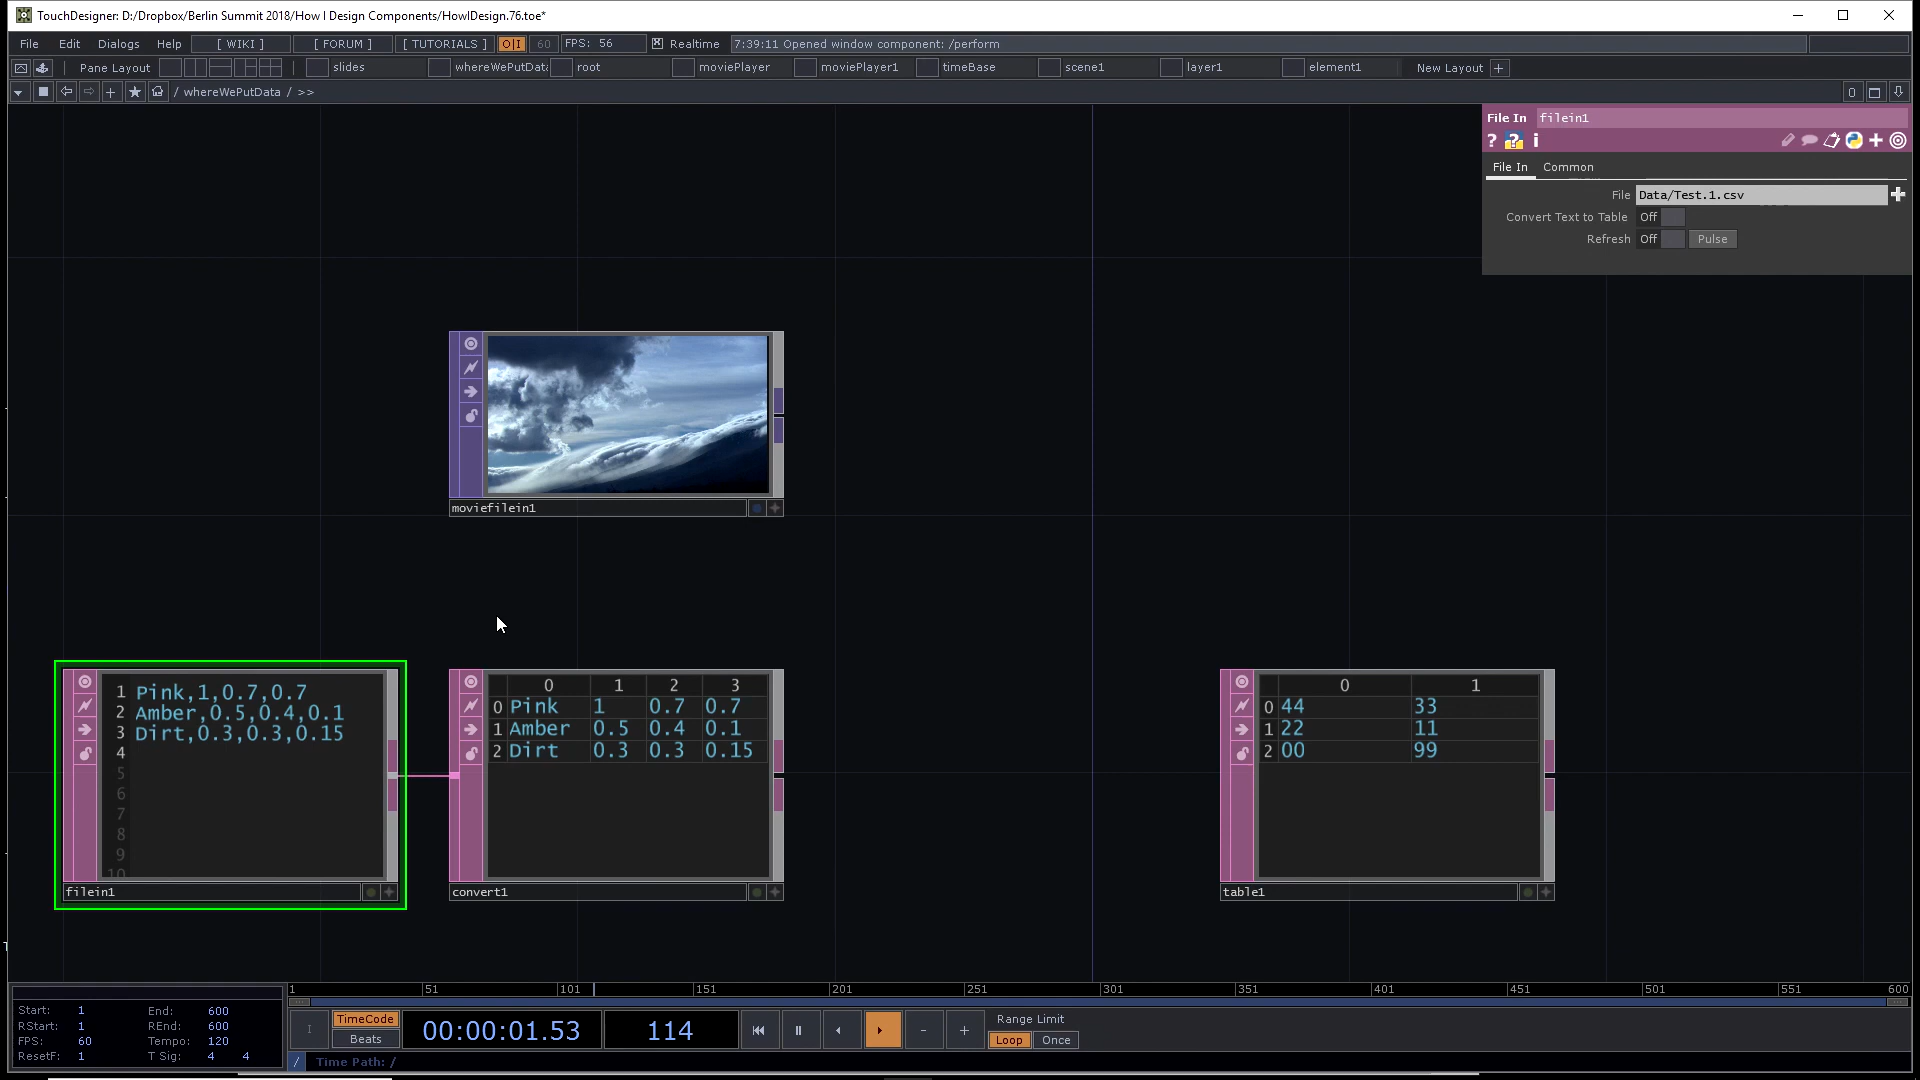 TouchDesigner: D:/Dropbox/Berlin Summit 2018/How I Design Components/HowIDesign.76.toe*
File Edit Dialogs Help [ WIKI ] [ FORUM ] [ TUTORIALS ] O|I 60 FPS: 56 Realtime 7:39:11 Opened window component: /perform
Pane Layout slides whereWePutData root moviePlayer moviePlayer1 timeBase scene1 layer1 element1 New Layout +
/ whereWePutData / >> 0
File In filein1
? ? i
File In Common
File Data/Test.1.csv
Convert Text to Table Off
Refresh Off Pulse
moviefilein1
1 Pink,1,0.7,0.7
2 Amber,0.5,0.4,0.1
3 Dirt,0.3,0.3,0.15
4
5
6
7
8
9
10
filein1
0 1 2 3
0 Pink 1 0.7 0.7
1 Amber 0.5 0.4 0.1
2 Dirt 0.3 0.3 0.15
convert1
0 1
0 44 33
1 22 11
2 00 99
table1
1 51 101 151 201 251 301 351 401 451 501 551 600
Start: 1 End: 600
RStart: 1 REnd: 600
FPS: 60 Tempo: 120
ResetF: 1 T Sig: 4 4
I TimeCode Beats 00:00:01.53 114 - + Range Limit
Loop Once
/ Time Path: /